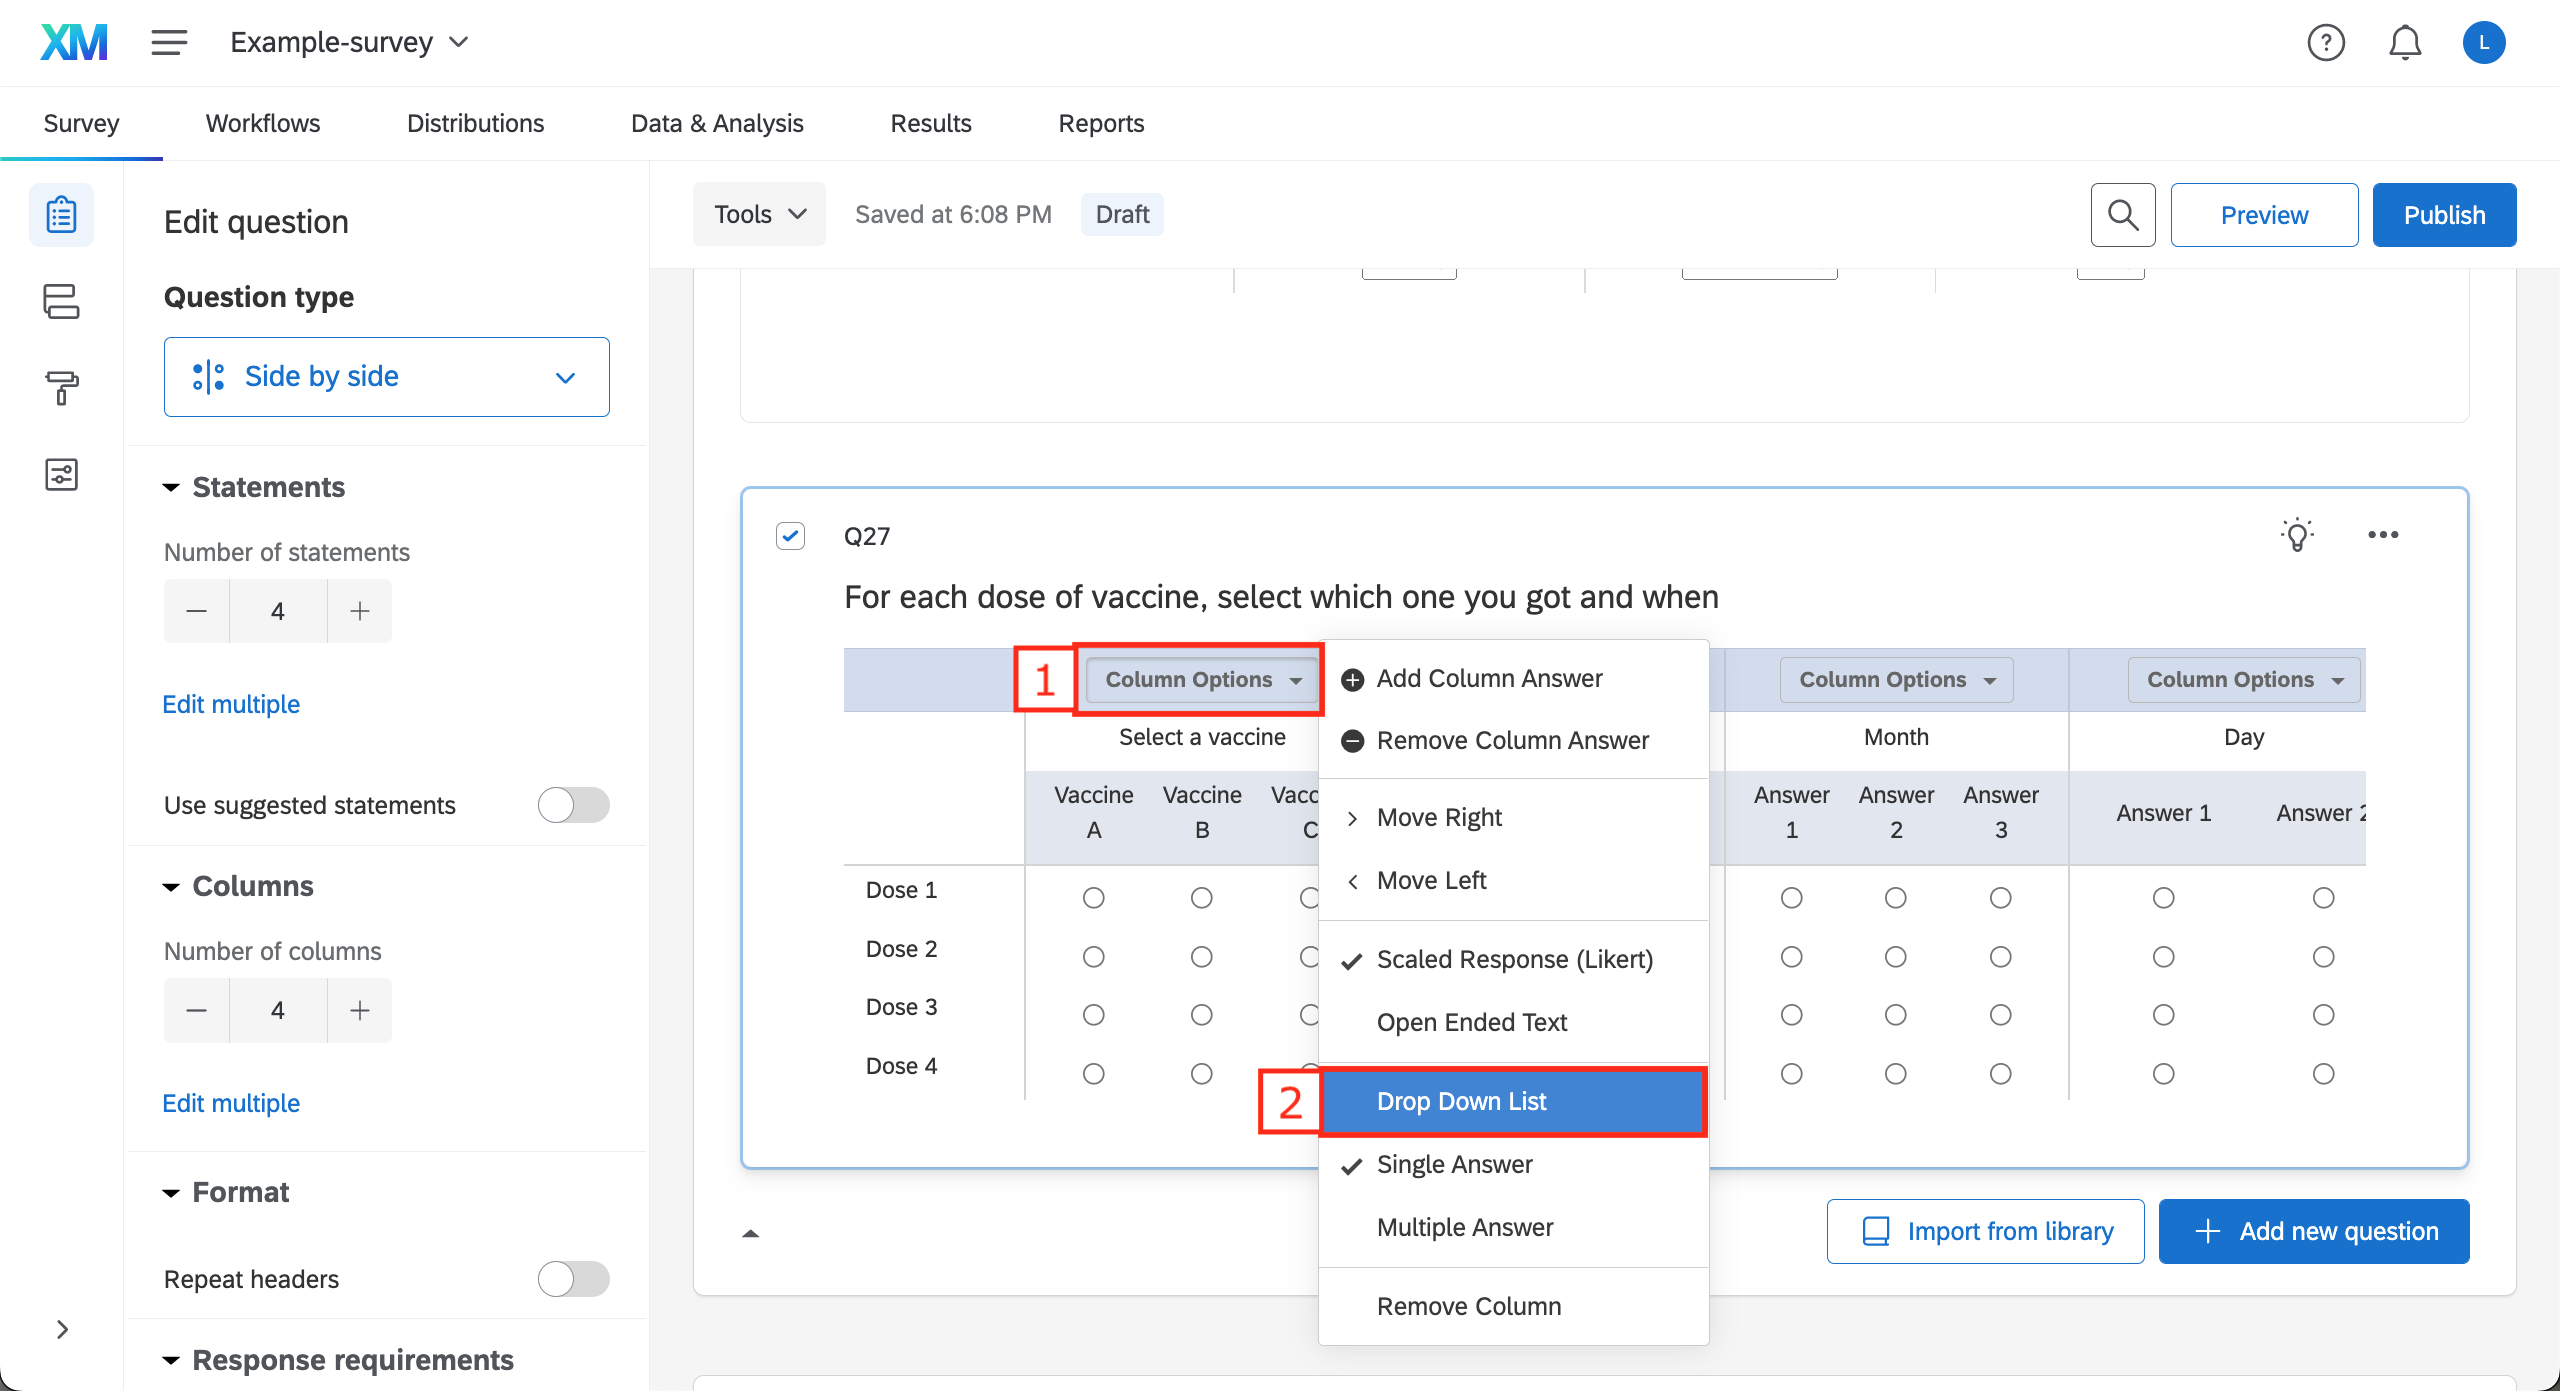 XM
Example-survey
?
L
Survey
Workflows
Distributions
Data & Analysis
Results
Reports
Edit question
Question type
Side by side
Statements
Number of statements
4
Edit multiple
Use suggested statements
Columns
Number of columns
4
Edit multiple
Format
Repeat headers
Response requirements
Tools
Saved at 6:08 PM
Draft
Preview
Publish
Q27
For each dose of vaccine, select which one you got and when
1
Column Options
Column Options
Column Options
Select a vaccine
Month
Day
Vaccine A
Vaccine B
Vacc
C
Answer 1
Answer 2
Answer 3
Answer 1
Answer 2
Dose 1
Dose 2
Dose 3
Dose 4
Add Column Answer
Remove Column Answer
Move Right
Move Left
Scaled Response (Likert)
Open Ended Text
2
Drop Down List
Single Answer
Multiple Answer
Remove Column
Import from library
Add new question